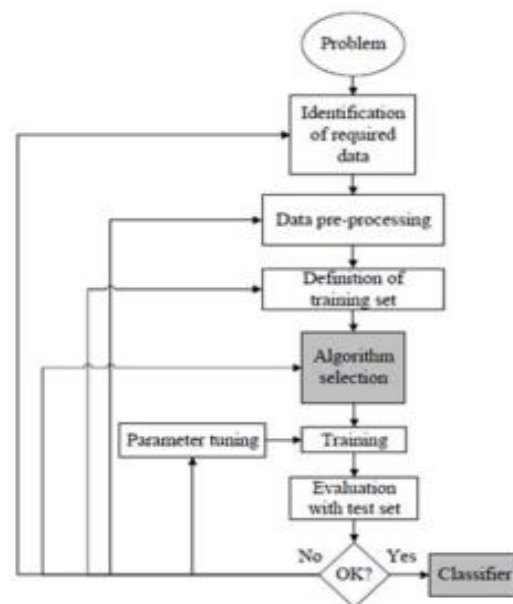 Problem
Identification
of required
data
Data pre-processing
Definition of
training set
Algorithm
selection
Parameter tuning
Training
Evaluation
with test set
No
Yes
OK?
Classifier